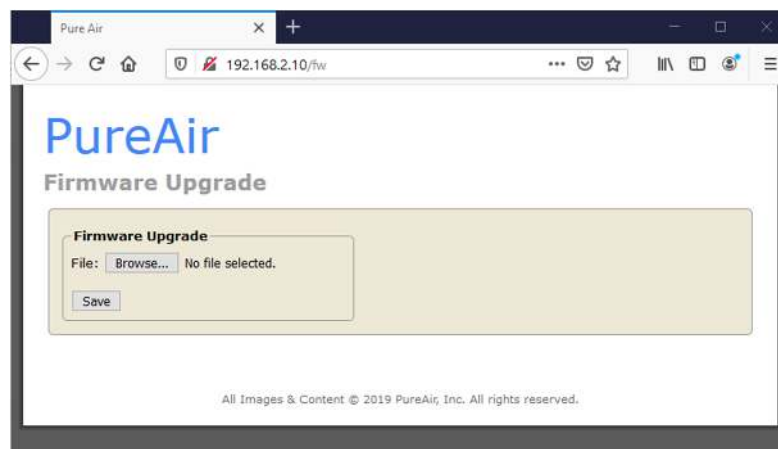 Pure Air
192.168.2.10/fw
PureAir
Firmware Upgrade
Firmware Upgrade
File: Browse... No file selected.
Save
All Images & Content © 2019 PureAir, Inc. All rights reserved.